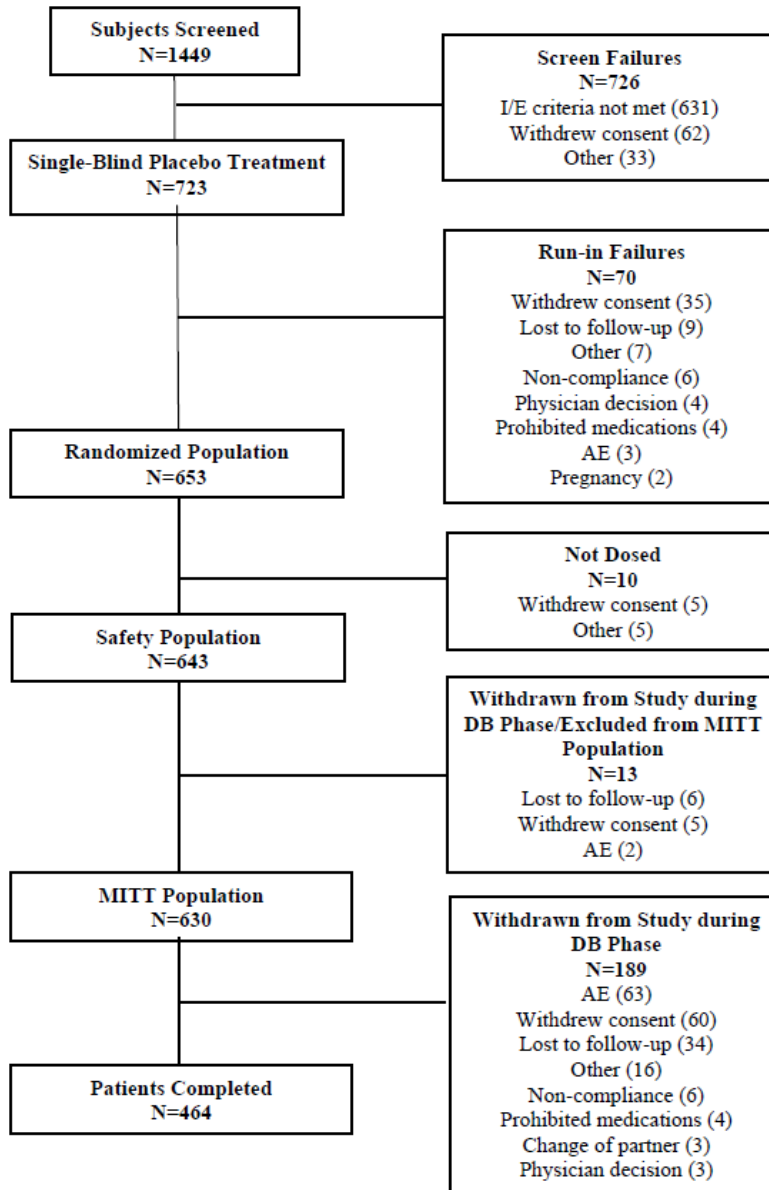 Subjects Screened
N=1449
Screen Failures
N=726
I/E criteria not met (631)
Withdrew consent (62)
Other (33)
Single-Blind Placebo Treatment
N=723
Run-in Failures
N=70
Withdrew consent (35)
Lost to follow-up (9)
Other (7)
Non-compliance (6)
Physician decision (4)
Prohibited medications (4)
AE (3)
Pregnancy (2)
Randomized Population
N=653
Not Dosed
N=10
Withdrew consent (5)
Other (5)
Safety Population
N=643
Withdrawn from Study during
DB Phase/Excluded from MITT
Population
N=13
Lost to follow-up (6)
Withdrew consent (5)
AE (2)
MITT Population
N=630
Withdrawn from Study during
DB Phase
N=189
AE (63)
Withdrew consent (60)
Lost to follow-up (34)
Other (16)
Non-compliance (6)
Prohibited medications (4)
Change of partner (3)
Physician decision (3)
Patients Completed
N=464